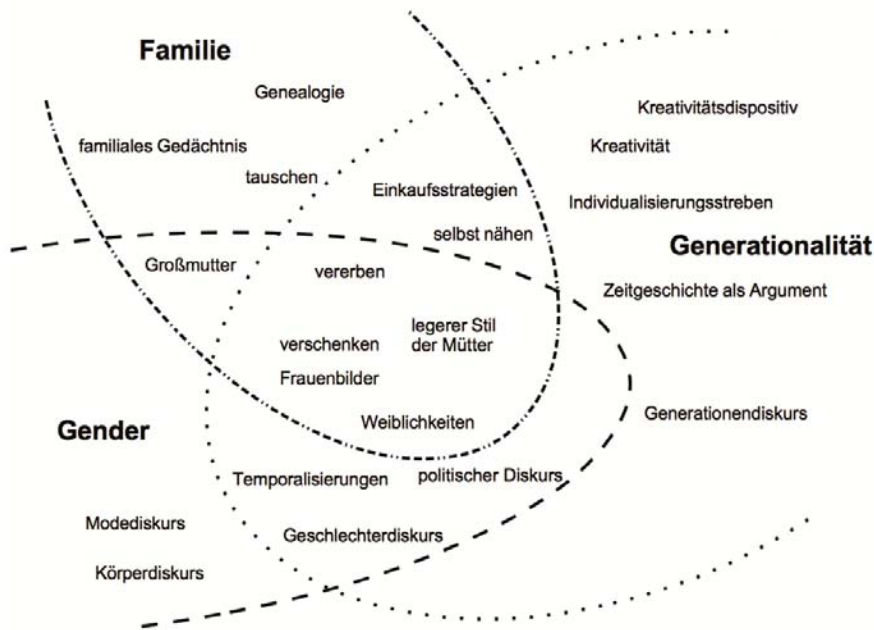 Familie
Genealogie
Kreativitätsdispositiv
familiales Gedächtnis
Kreativität
tauschen
Einkaufsstrategien
Individualisierungsstreben
selbst nähen
Generationalität
Großmutter
vererben
Zeitgeschichte als Argument
legerer Stil
der Mütter
verschenken
Frauenbilder
Generationendiskurs
Weiblichkeiten
Gender
Temporalisierungen
politischer Diskurs
Modediskurs
Geschlechterdiskurs
Körperdiskurs